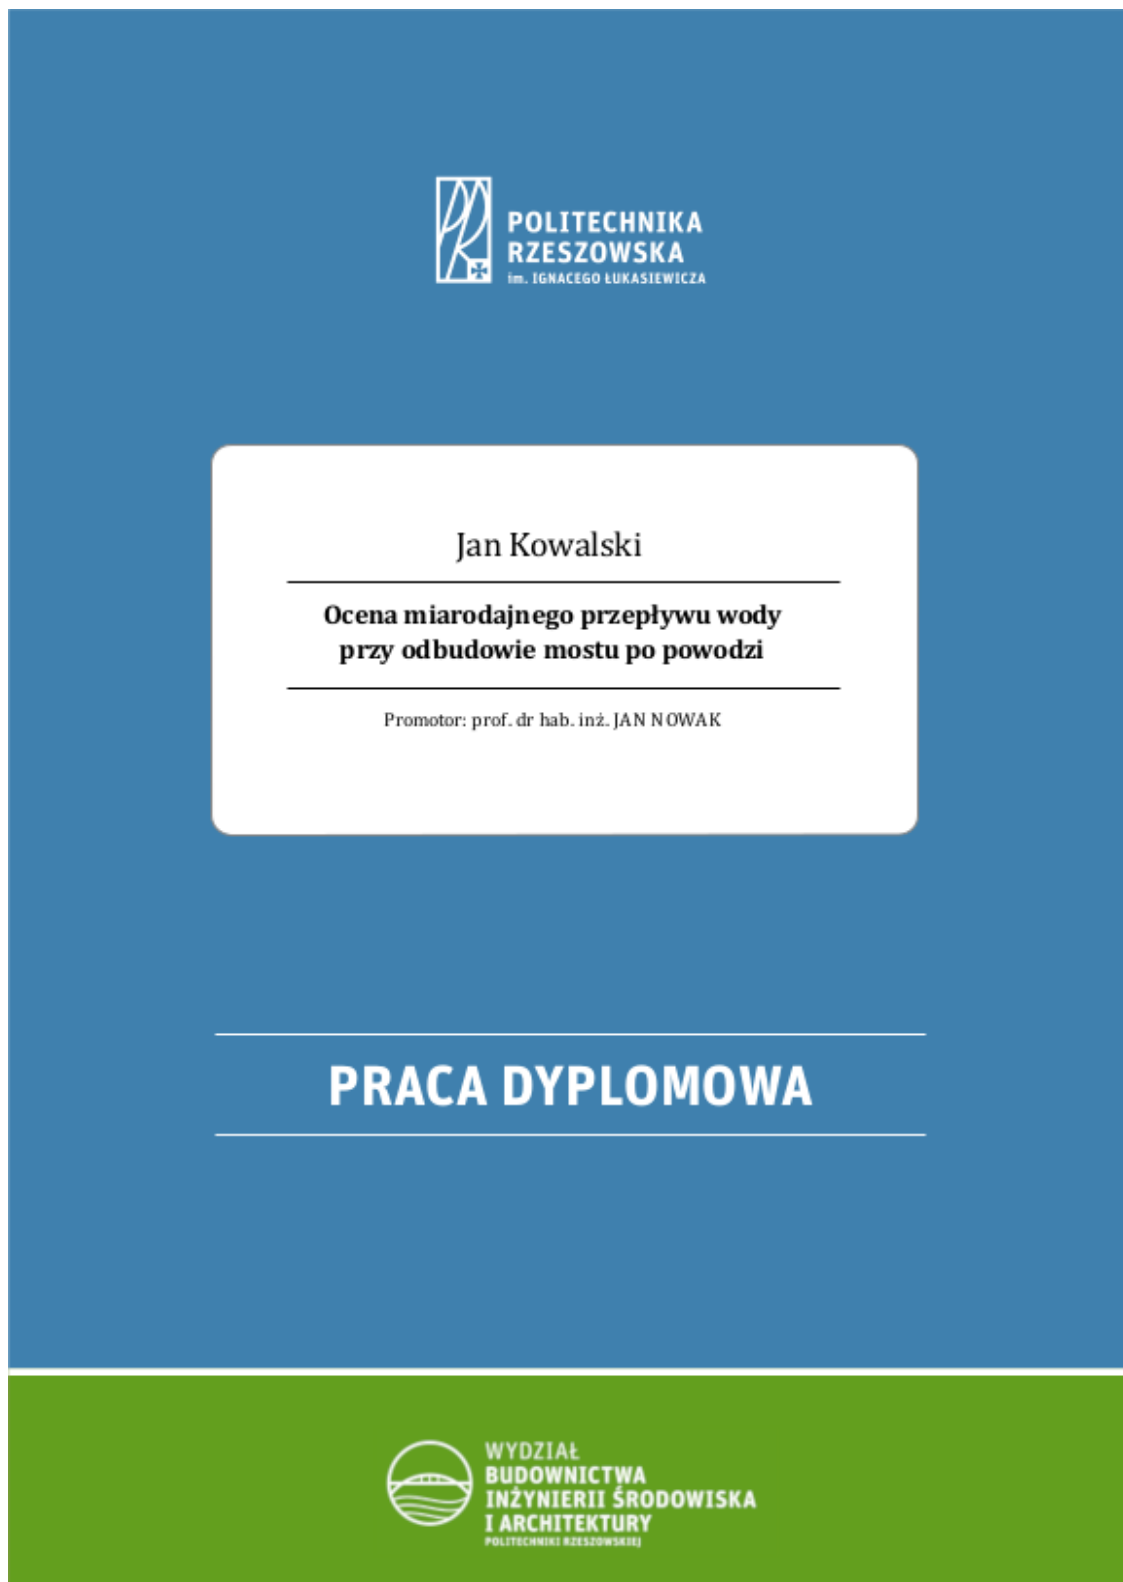 POLITECHNIKA
RZESZOWSKA
im. IGNACEGO ŁUKASIEWICZA
Jan Kowalski
Ocena miarodajnego przepływu wody
przy odbudowie mostu po powodzi
Promotor: prof. dr hab. inż. JAN NOWAK
PRACA DYPLOMOWA
WYDZIAŁ
BUDOWNICTWA
INŻYNIERII ŚRODOWISKA
I ARCHITEKTURY
POLITECHNIKI RZESZOWSKIEJ